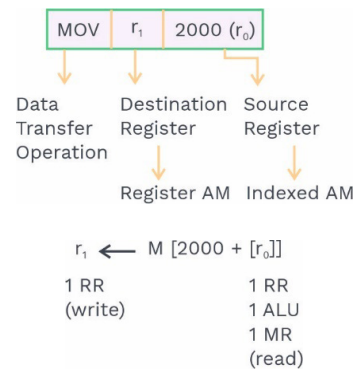 MOV r₁ 2000 (r₀)
Data Transfer Operation
Destination Register
Source Register
Register AM
Indexed AM
r₁ ⟵ M [2000 + [r₀]]
1 RR
(write)
1 RR
1 ALU
1 MR
(read)